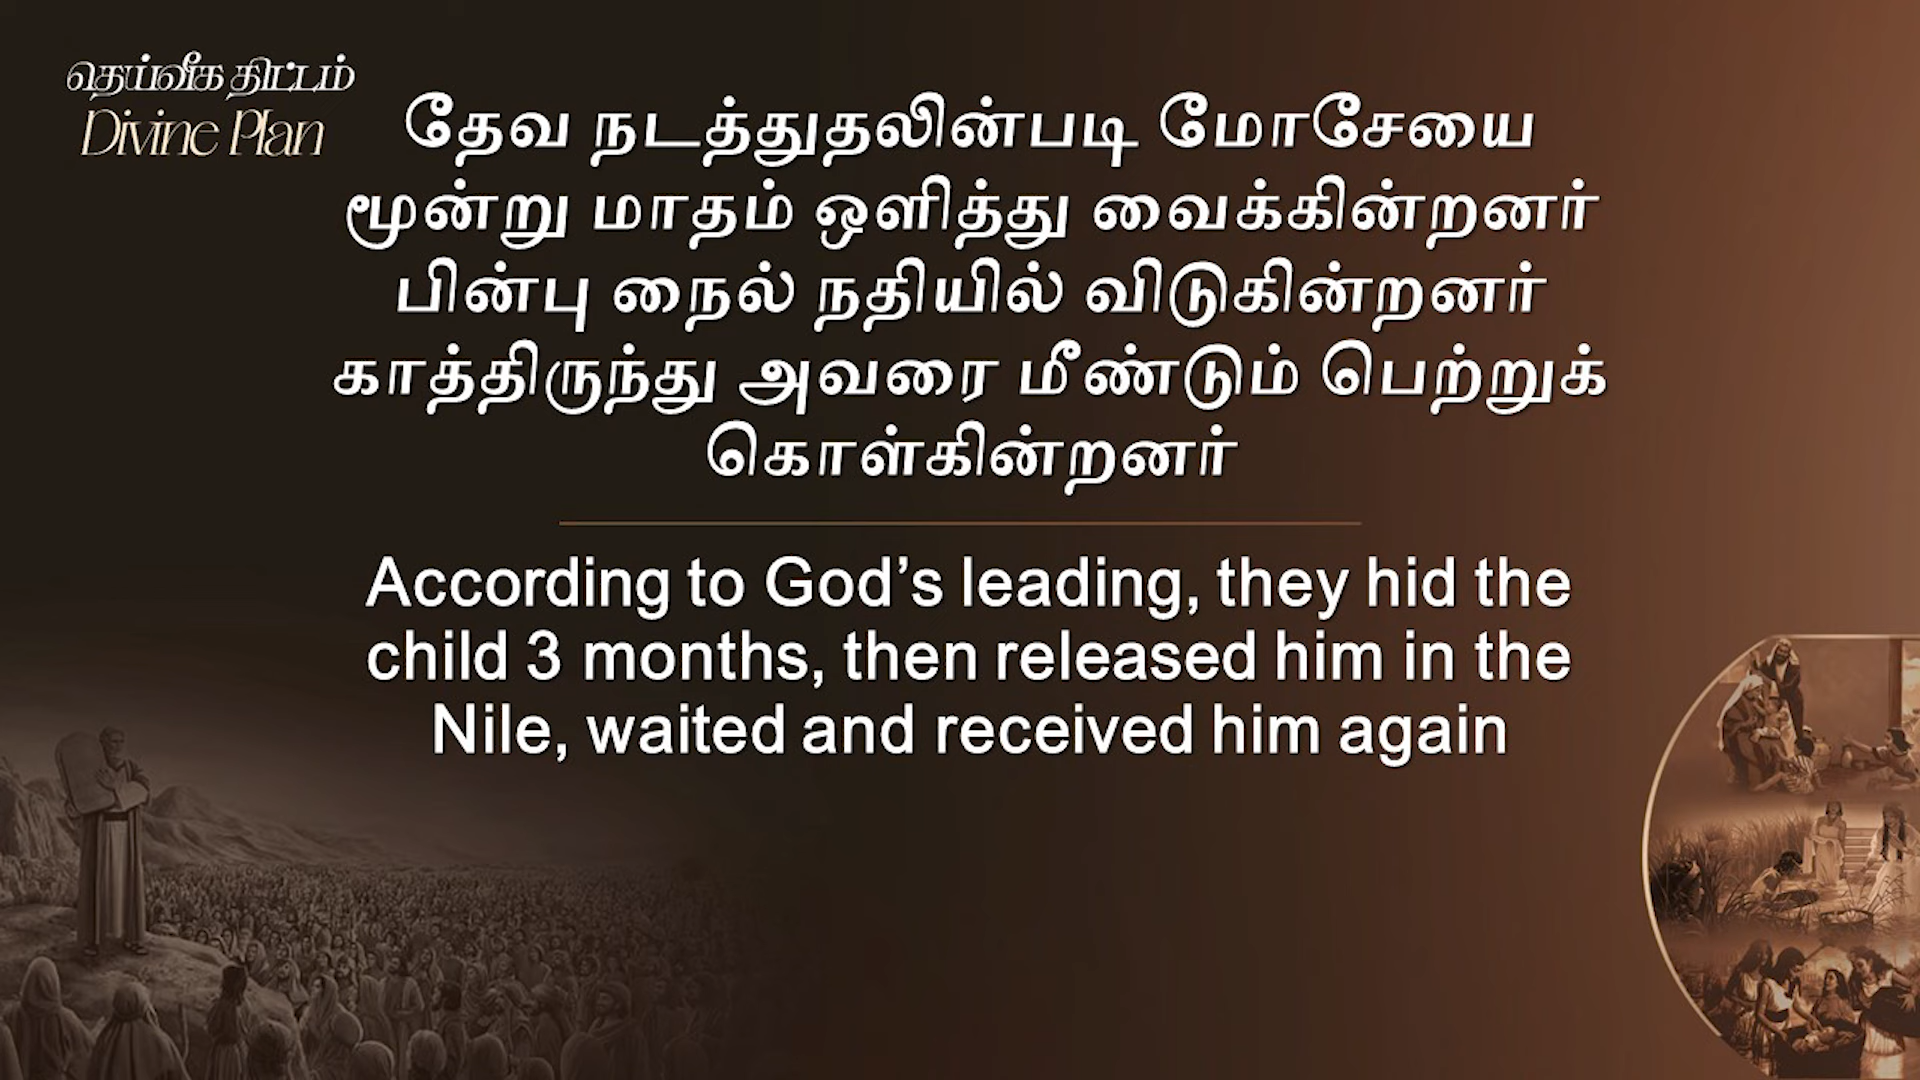 தெய்வீக திட்டம்
Divine Plan
தேவ நடத்துதலின்படி மோசேயை
மூன்று மாதம் ஒளித்து வைக்கின்றனர்
பின்பு நைல் நதியில் விடுகின்றனர்
காத்திருந்து அவரை மீண்டும் பெற்றுக்
கொள்கின்றனர்
According to God’s leading, they hid the
child 3 months, then released him in the
Nile, waited and received him again